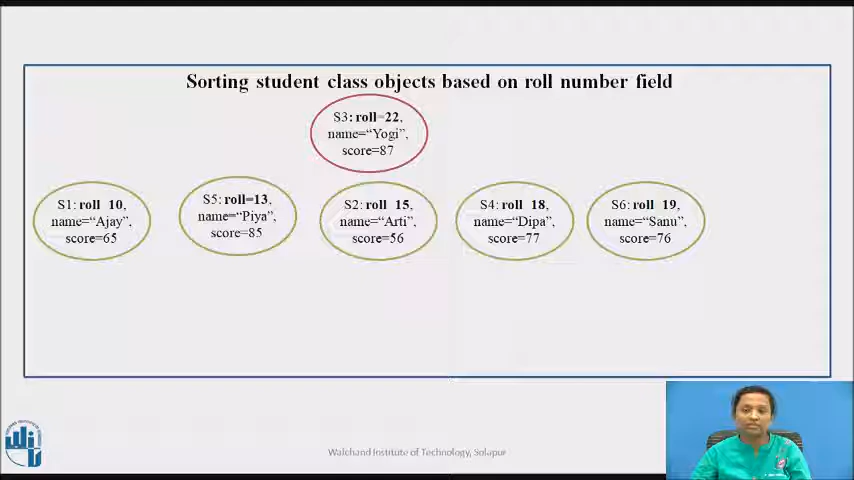 Sorting student class objects based on roll number field
S3: roll=22,
name=“Yogi”,
score=87
S1: roll 10,
name=“Ajay”,
score=65
S5: roll=13,
name=“Piya”,
score=85
S2: roll 15,
name=“Arti”,
score=56
S4: roll 18,
name=“Dipa”,
score=77
S6: roll 19,
name=“Sanu”,
score=76
Walchand Institute of Technology, Solapur